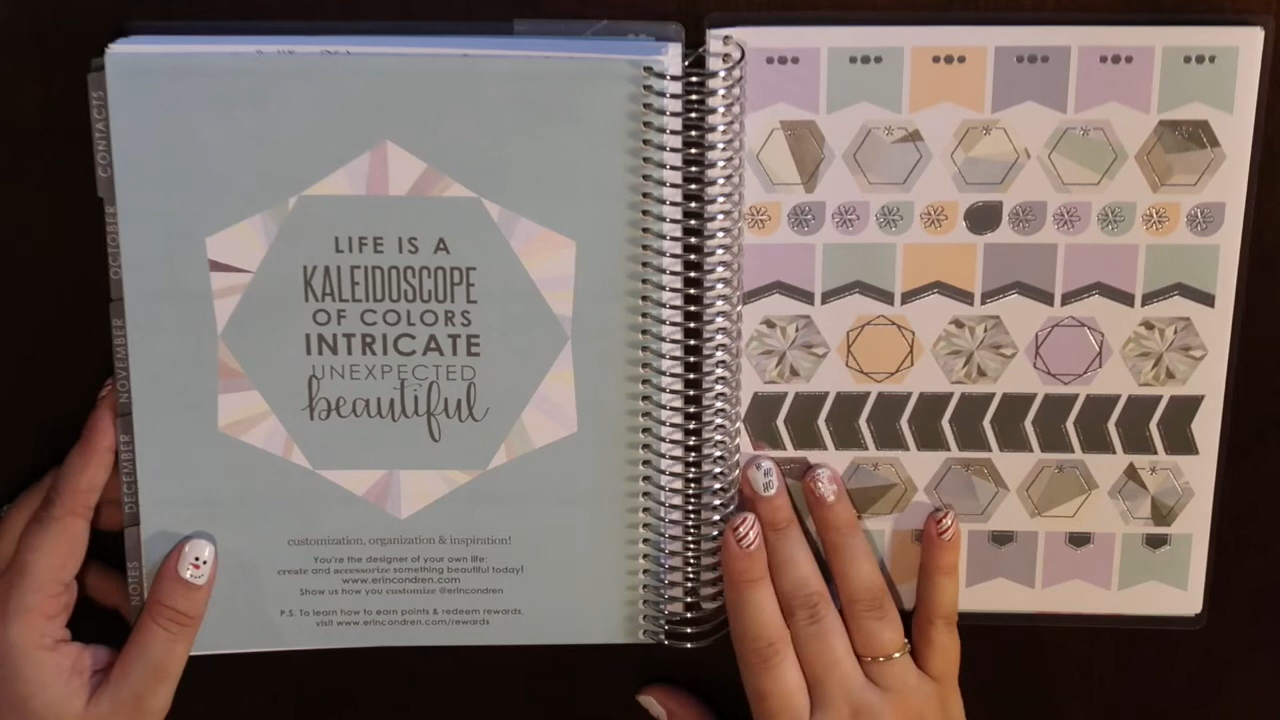 CONTACTS
OCTOBER
NOVEMBER
DECEMBER
NOTES
LIFE IS A
KALEIDOSCOPE
OF COLORS
INTRICATE
UNEXPECTED
beautiful
customization, organization & inspiration!
You're the designer of your own life:
create and accessorize something beautiful today!
www.erincondren.com
Show us how you customize @erincondren
P.S. To learn how to earn points & redeem rewards,
visit www.erincondren.com/rewards
HO
HO
HO